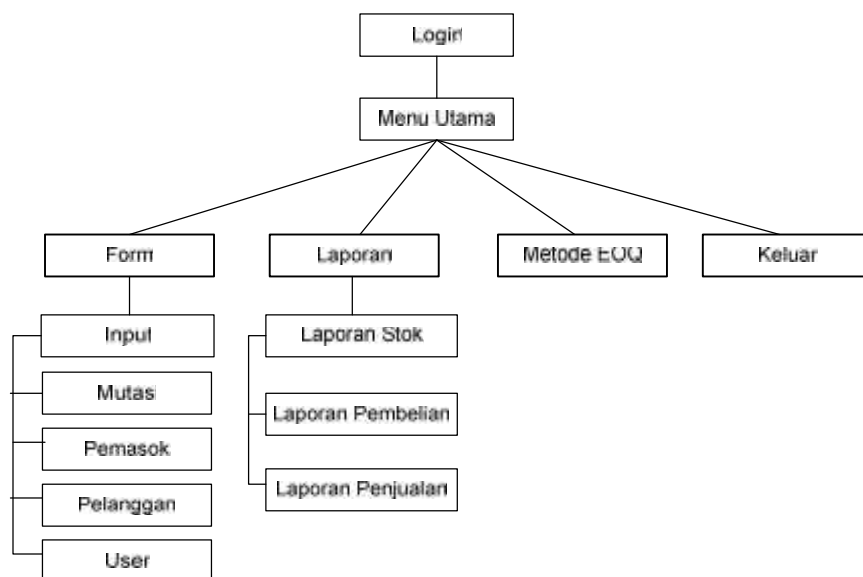 Login
Menu Utama
Form
Laporan
Metode EOQ
Keluar
Input
Laporan Stok
Mutasi
Laporan Pembelian
Pemasok
Laporan Penjualan
Pelanggan
User